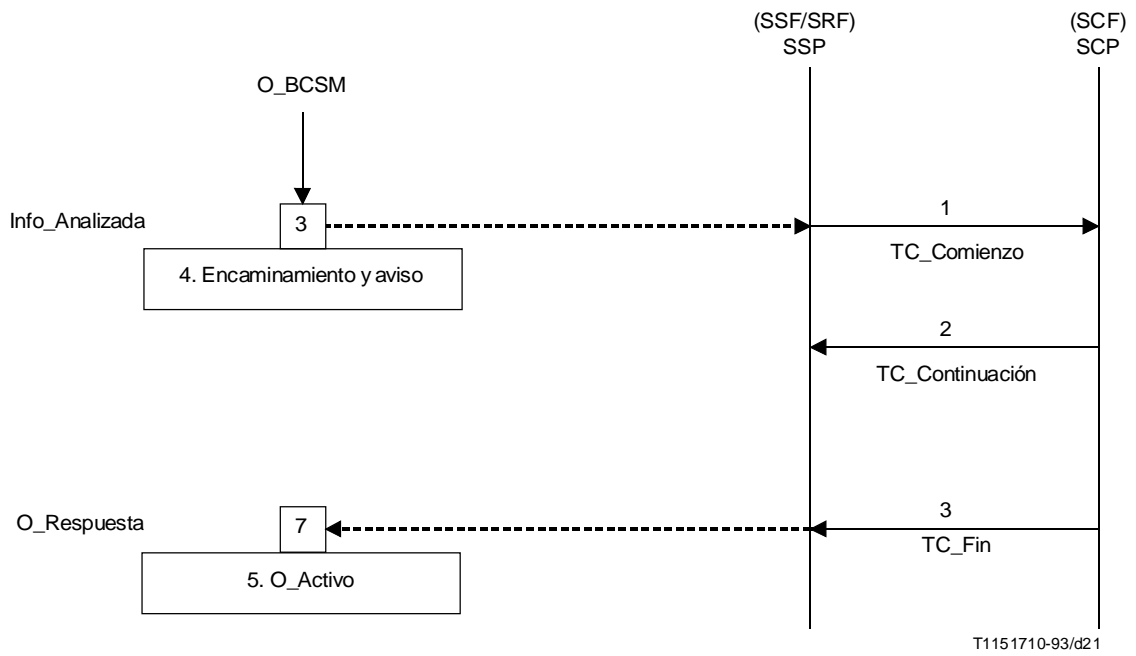 (SSF/SRF)
SSP
(SCF)
SCP
O_BCSM
Info_Analizada
3
1
TC_Comienzo
4. Encaminamiento y aviso
2
TC_Continuación
O_Respuesta
7
3
TC_Fin
5. O_Activo
T1151710-93/d21